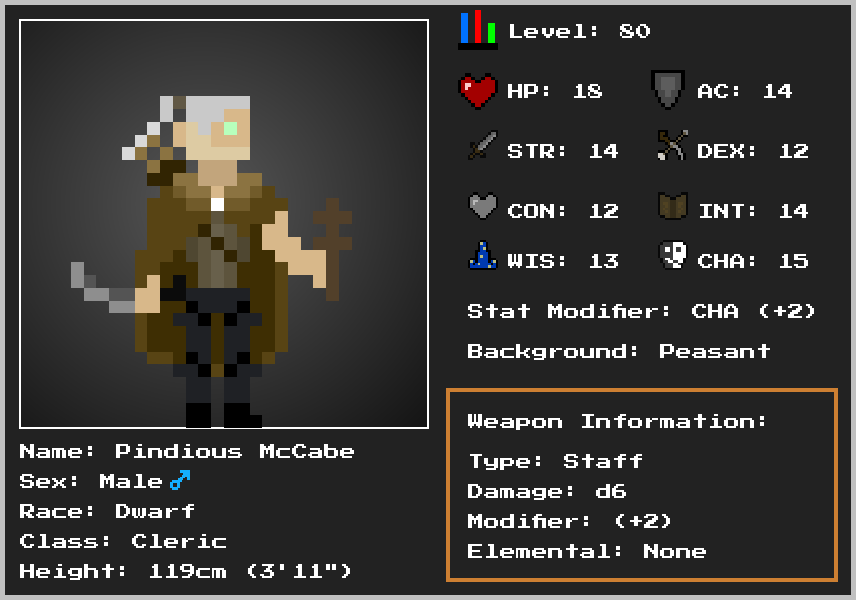 Level: 80
HP: 18
AC: 14
STR: 14
DEX: 12
CON: 12
INT: 14
WIS: 13
CHA: 15
Stat Modifier: CHA (+2)
Background: Peasant
Weapon Information:
Type: Staff
Damage: d6
Modifier: (+2)
Elemental: None
Name: Pindious McCabe
Sex: Male♂
Race: Dwarf
Class: Cleric
Height: 119cm (3'11")